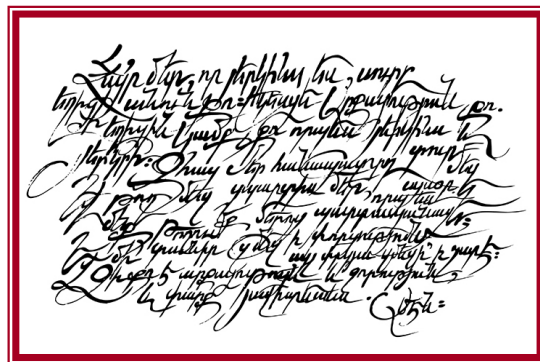 Հայր մեր, որ յերկինս ես, սուրբ
եղիցի անուն քո։ Եկեսցէ արքայութիւն քո.
Եղիցին կամք քո որպէս յերկինս և
յերկրի։ Զհաց մեր հանապազորդ տուր մեզ
և թող մեզ զպարտիս մեր, որպէս
և մեք թողումք մերոց պարտապանաց։
Եւ մի տանիր զմեզ ի փորձութիւն, այլ փրկեա զմեզ ի չարէ։
Զի քո է արքայութիւն և զօրութիւն
և փառք յաւիտեանս. Ամէն։